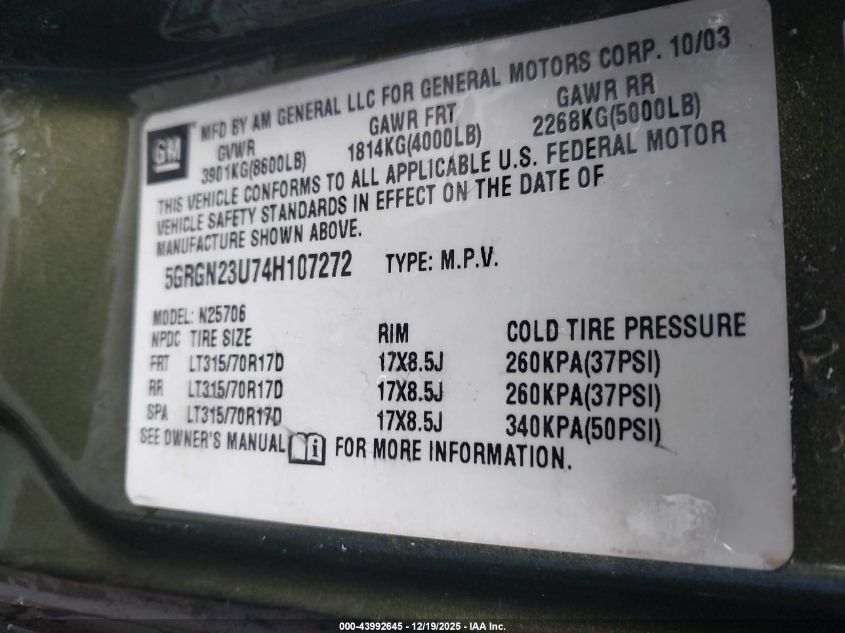 GM
MFD BY AM GENERAL LLC FOR GENERAL MOTORS CORP. 10/03
GVWR GAWR FRT GAWR RR
3901KG(8600LB) 1814KG(4000LB) 2268KG(5000LB)
THIS VEHICLE CONFORMS TO ALL APPLICABLE U.S. FEDERAL MOTOR
VEHICLE SAFETY STANDARDS IN EFFECT ON THE DATE OF
MANUFACTURE SHOWN ABOVE.
5GRGN23U74H107272 TYPE: M.P.V.
MODEL: N25706
NPDC TIRE SIZE RIM COLD TIRE PRESSURE
FRT LT315/70R17D 17X8.5J 260KPA(37PSI)
RR LT315/70R17D 17X8.5J 260KPA(37PSI)
SPA LT315/70R17D 17X8.5J 340KPA(50PSI)
SEE OWNER'S MANUAL i FOR MORE INFORMATION.
000-43992645 - 12/19/2025 - IAA Inc.